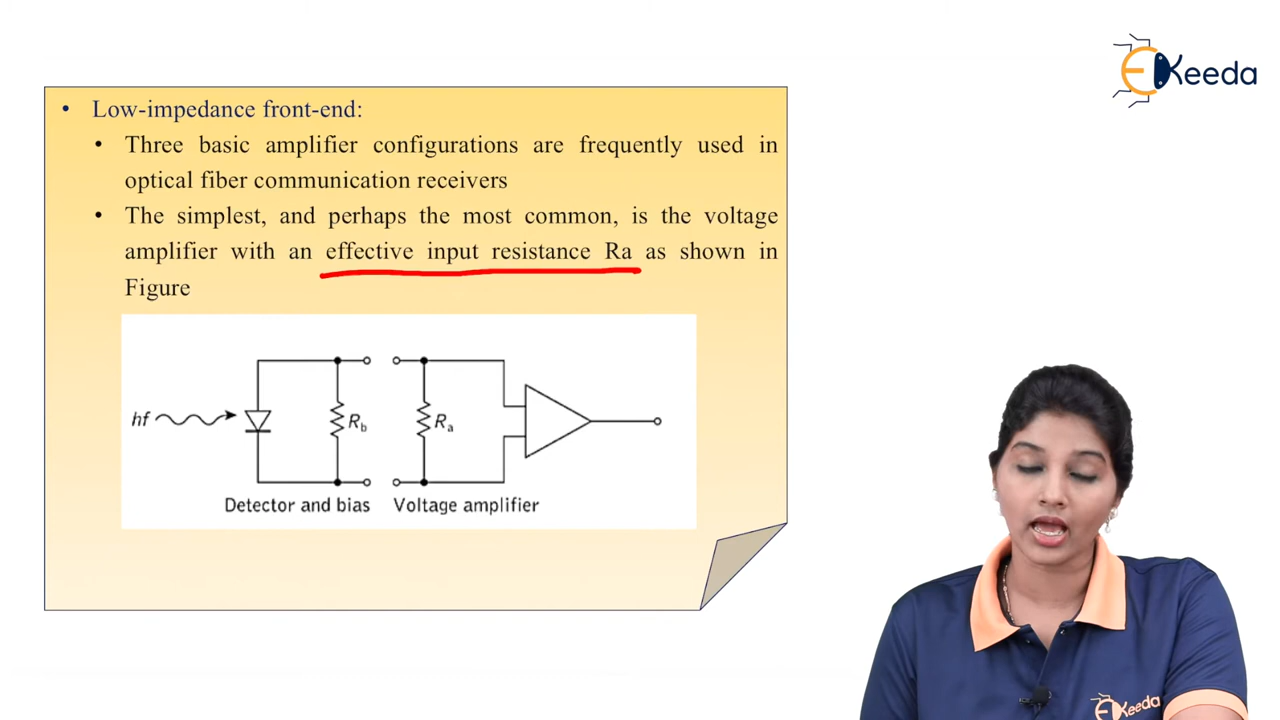 EKeeda
• Low-impedance front-end:
• Three basic amplifier configurations are frequently used in
optical fiber communication receivers
• The simplest, and perhaps the most common, is the voltage
amplifier with an effective input resistance Ra as shown in
Figure
hf
Rb
Ra
Detector and bias
Voltage amplifier
EKeeda